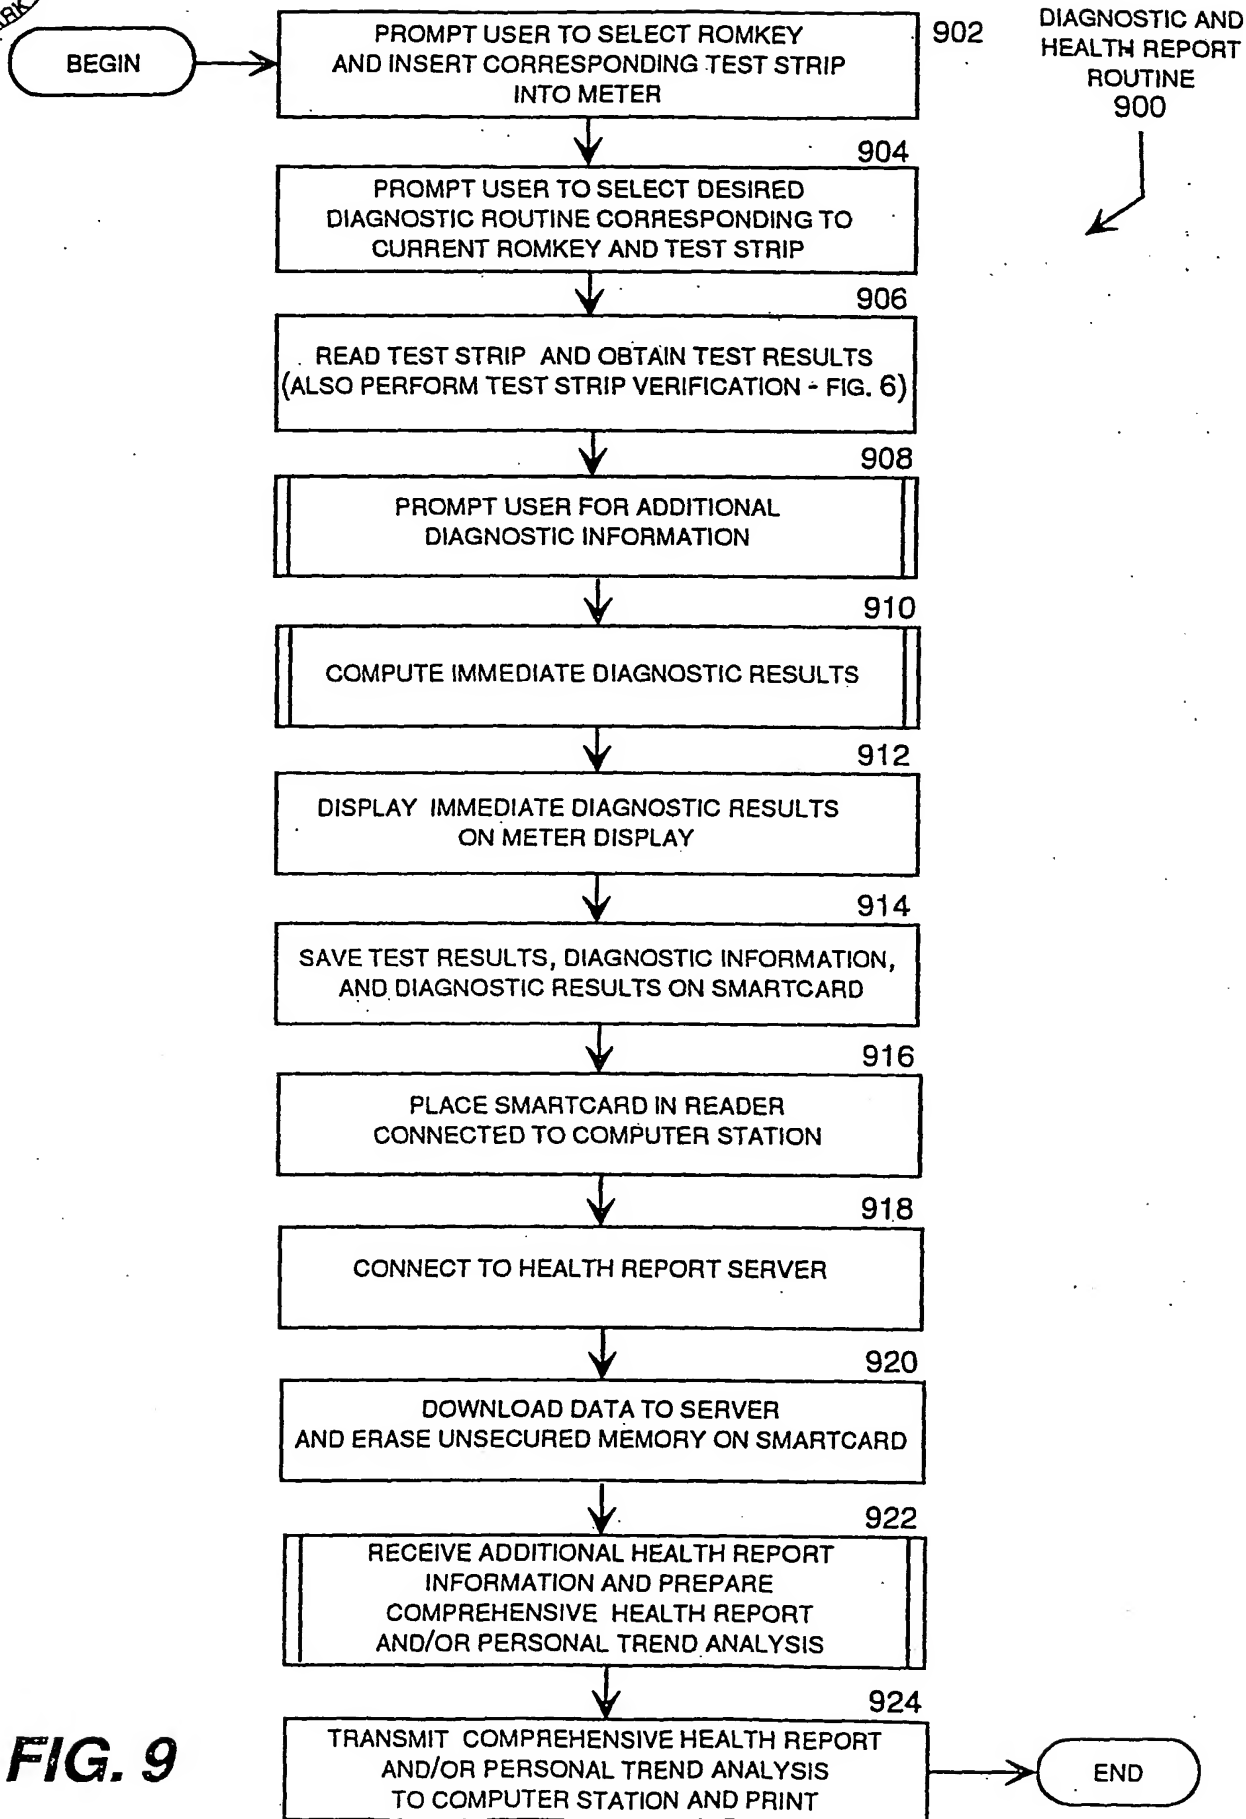 BEGIN
PROMPT USER TO SELECT ROMKEY
AND INSERT CORRESPONDING TEST STRIP
INTO METER
902
DIAGNOSTIC AND
HEALTH REPORT
ROUTINE
900
904
PROMPT USER TO SELECT DESIRED
DIAGNOSTIC ROUTINE CORRESPONDING TO
CURRENT ROMKEY AND TEST STRIP
906
READ TEST STRIP AND OBTAIN TEST RESULTS
(ALSO PERFORM TEST STRIP VERIFICATION - FIG. 6)
908
PROMPT USER FOR ADDITIONAL
DIAGNOSTIC INFORMATION
910
COMPUTE IMMEDIATE DIAGNOSTIC RESULTS
912
DISPLAY IMMEDIATE DIAGNOSTIC RESULTS
ON METER DISPLAY
914
SAVE TEST RESULTS, DIAGNOSTIC INFORMATION,
AND DIAGNOSTIC RESULTS ON SMARTCARD
916
PLACE SMARTCARD IN READER
CONNECTED TO COMPUTER STATION
918
CONNECT TO HEALTH REPORT SERVER
920
DOWNLOAD DATA TO SERVER
AND ERASE UNSECURED MEMORY ON SMARTCARD
922
RECEIVE ADDITIONAL HEALTH REPORT
INFORMATION AND PREPARE
COMPREHENSIVE HEALTH REPORT
AND/OR PERSONAL TREND ANALYSIS
924
TRANSMIT COMPREHENSIVE HEALTH REPORT
AND/OR PERSONAL TREND ANALYSIS
TO COMPUTER STATION AND PRINT
END
FIG. 9